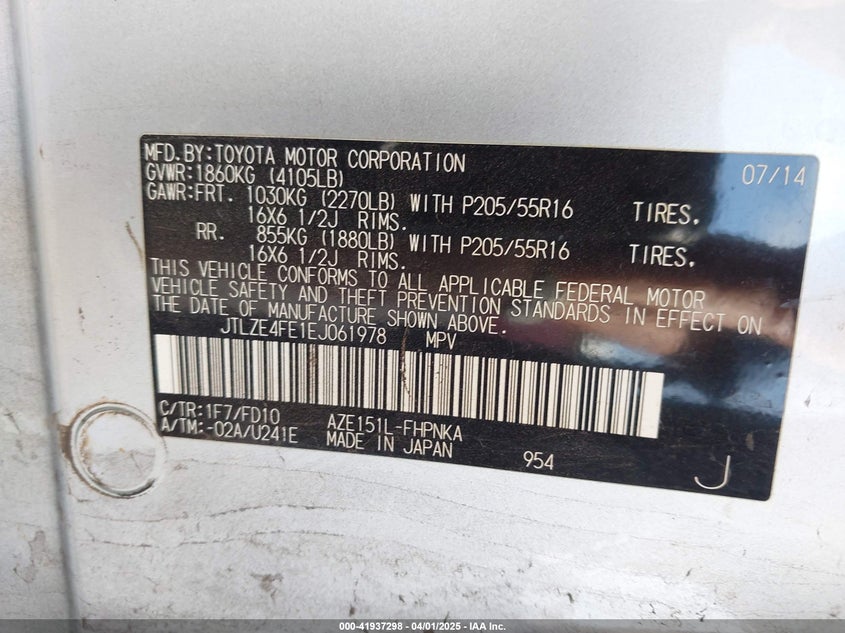 MFD.BY:TOYOTA MOTOR CORPORATION 07/14
GVWR:1860KG (4105LB)
GAWR:FRT. 1030KG (2270LB) WITH P205/55R16 TIRES,
16X6 1/2J RIMS.
RR. 855KG (1880LB) WITH P205/55R16 TIRES,
16X6 1/2J RIMS.
THIS VEHICLE CONFORMS TO ALL APPLICABLE FEDERAL MOTOR
VEHICLE SAFETY AND THEFT PREVENTION STANDARDS IN EFFECT ON
THE DATE OF MANUFACTURE SHOWN ABOVE.
JTLZE4FE1EJ061978 MPV
C/TR:1F7/FD10 AZE151L-FHPNKA
A/TM:-02A/U241E MADE IN JAPAN 954 J
000-41937298 - 04/01/2025 - IAA Inc.